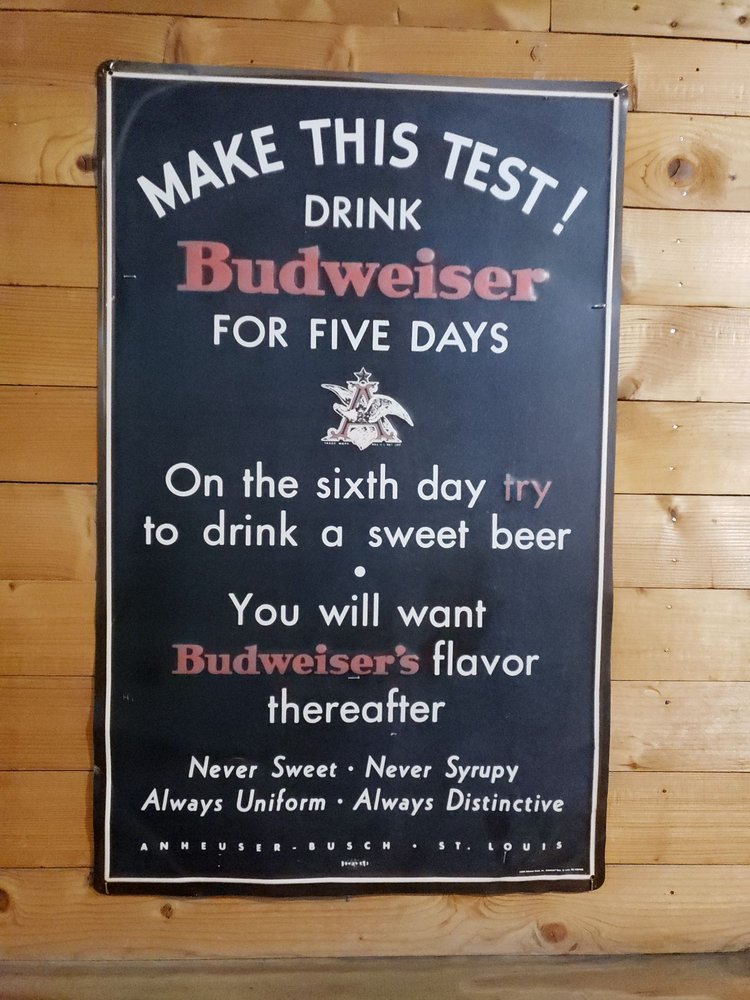 MAKE THIS TEST!
DRINK
Budweiser
FOR FIVE DAYS
A
On the sixth day try
to drink a sweet beer
•
You will want
Budweiser's flavor
thereafter
Never Sweet • Never Syrupy
Always Uniform • Always Distinctive
ANHEUSER-BUSCH • ST. LOUIS